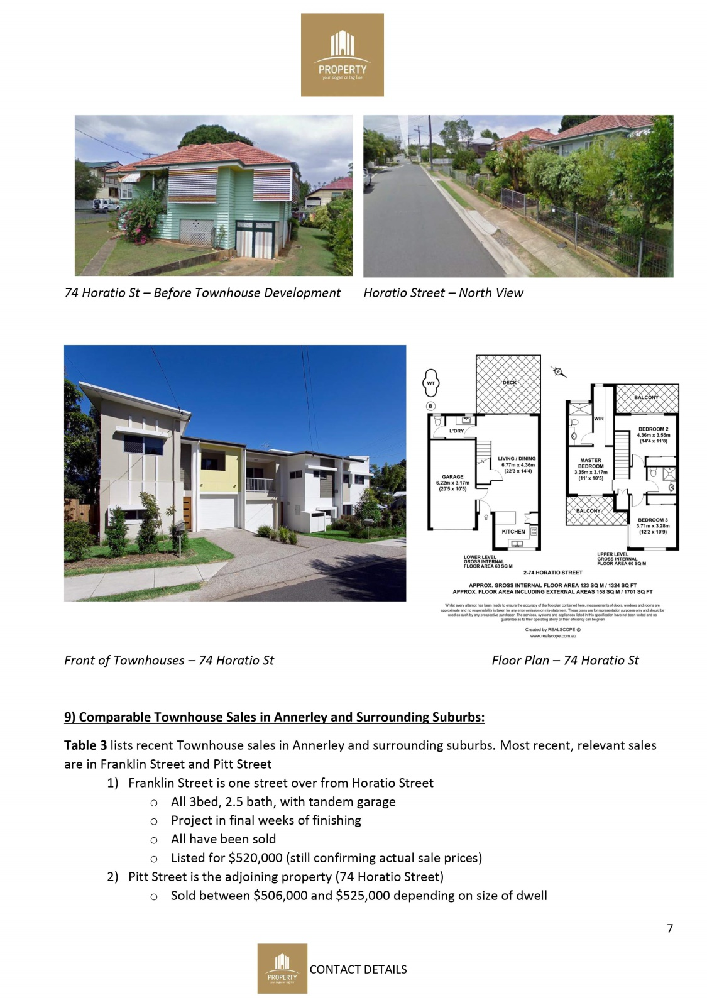 PROPERTY
your slogan or tag line
74 Horatio St – Before Townhouse Development
Horatio Street – North View
DECK
WT
B
L'DRY
LIVING / DINING
6.77m x 4.36m
(22'3 x 14'4)
GARAGE
6.22m x 3.17m
(20'5 x 10'5)
KITCHEN
LOWER LEVEL
GROSS INTERNAL
FLOOR AREA 63 SQ M
BALCONY
WIR
BEDROOM 2
4.36m x 3.55m
(14'4 x 11'8)
MASTER
BEDROOM
3.35m x 3.17m
(11' x 10'5)
BALCONY
BEDROOM 3
3.71m x 3.28m
(12'2 x 10'9)
UPPER LEVEL
GROSS INTERNAL
FLOOR AREA 60 SQ M
2-74 HORATIO STREET
APPROX. GROSS INTERNAL FLOOR AREA 123 SQ M / 1324 SQ FT
APPROX. FLOOR AREA INCLUDING EXTERNAL AREAS 158 SQ M / 1701 SQ FT
Whilst every attempt has been made to ensure the accuracy of the floorplan contained here, measurements of doors, windows and rooms are
approximate and no responsibility is taken for any error omission or mis-statement. These plans are for representation purposes only and should be
used as such by any prospective purchaser. The services, systems and appliances listed in this specification have not been tested and no
guarantee as to their operating ability or their efficiency can be given
Created by REALSCOPE ©
www.realscope.com.au
Front of Townhouses – 74 Horatio St
Floor Plan – 74 Horatio St
9) Comparable Townhouse Sales in Annerley and Surrounding Suburbs:
Table 3 lists recent Townhouse sales in Annerley and surrounding suburbs. Most recent, relevant sales
are in Franklin Street and Pitt Street
1) Franklin Street is one street over from Horatio Street
o All 3bed, 2.5 bath, with tandem garage
o Project in final weeks of finishing
o All have been sold
o Listed for $520,000 (still confirming actual sale prices)
2) Pitt Street is the adjoining property (74 Horatio Street)
o Sold between $506,000 and $525,000 depending on size of dwell
7
PROPERTY
your slogan or tag line
CONTACT DETAILS